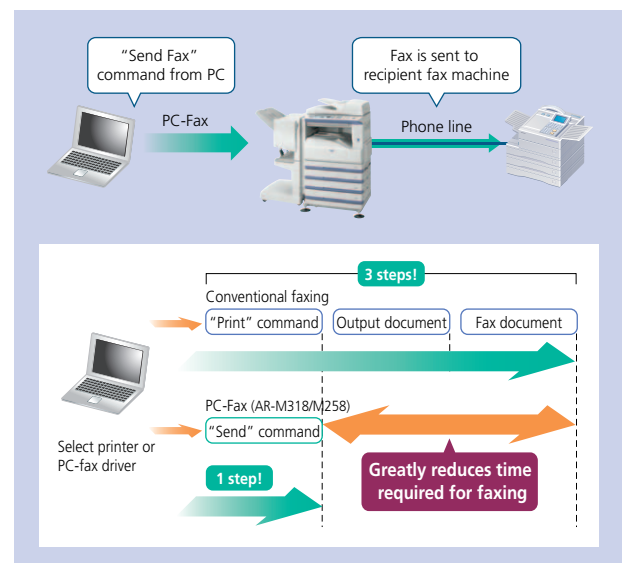 “Send Fax”
command from PC
Fax is sent to
recipient fax machine
PC-Fax
Phone line
3 steps!
Conventional faxing
“Print” command
Output document
Fax document
PC-Fax (AR-M318/M258)
“Send” command
Select printer or
PC-fax driver
1 step!
Greatly reduces time
required for faxing